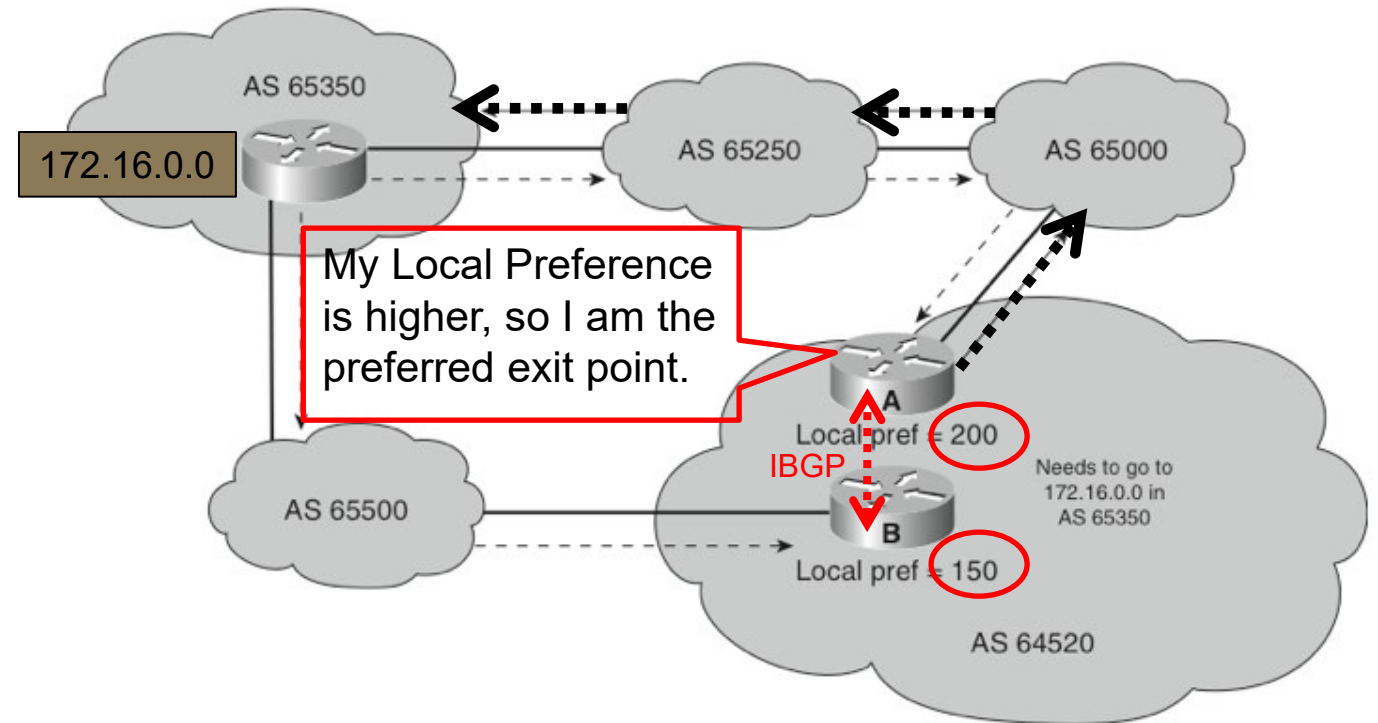 AS 65350
172.16.0.0
AS 65250
AS 65000
My Local Preference
is higher, so I am the
preferred exit point.
A
Local pref = 200
IBGP
Needs to go to
172.16.0.0 in
AS 65350
AS 65500
B
Local pref = 150
AS 64520